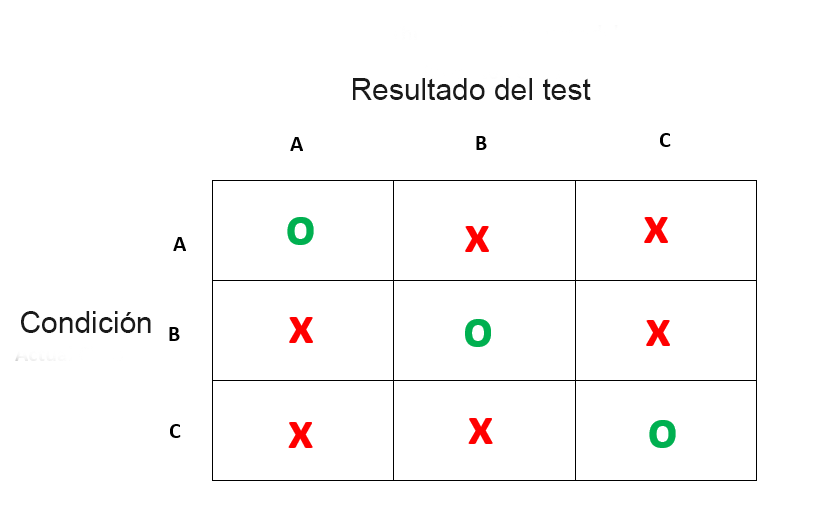 Resultado del test
A B C
A O X X
Condición B X O X
C X X O